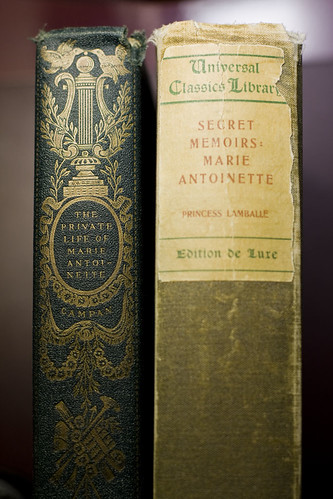 THE
PRIVATE
LIFE OF
MARIE
ANTOI-
NETTE
CAMPAN
Universal
Classics Library
SECRET
MEMOIRS:
MARIE
ANTOINETTE
PRINCESS LAMBALLE
Edition de Luxe